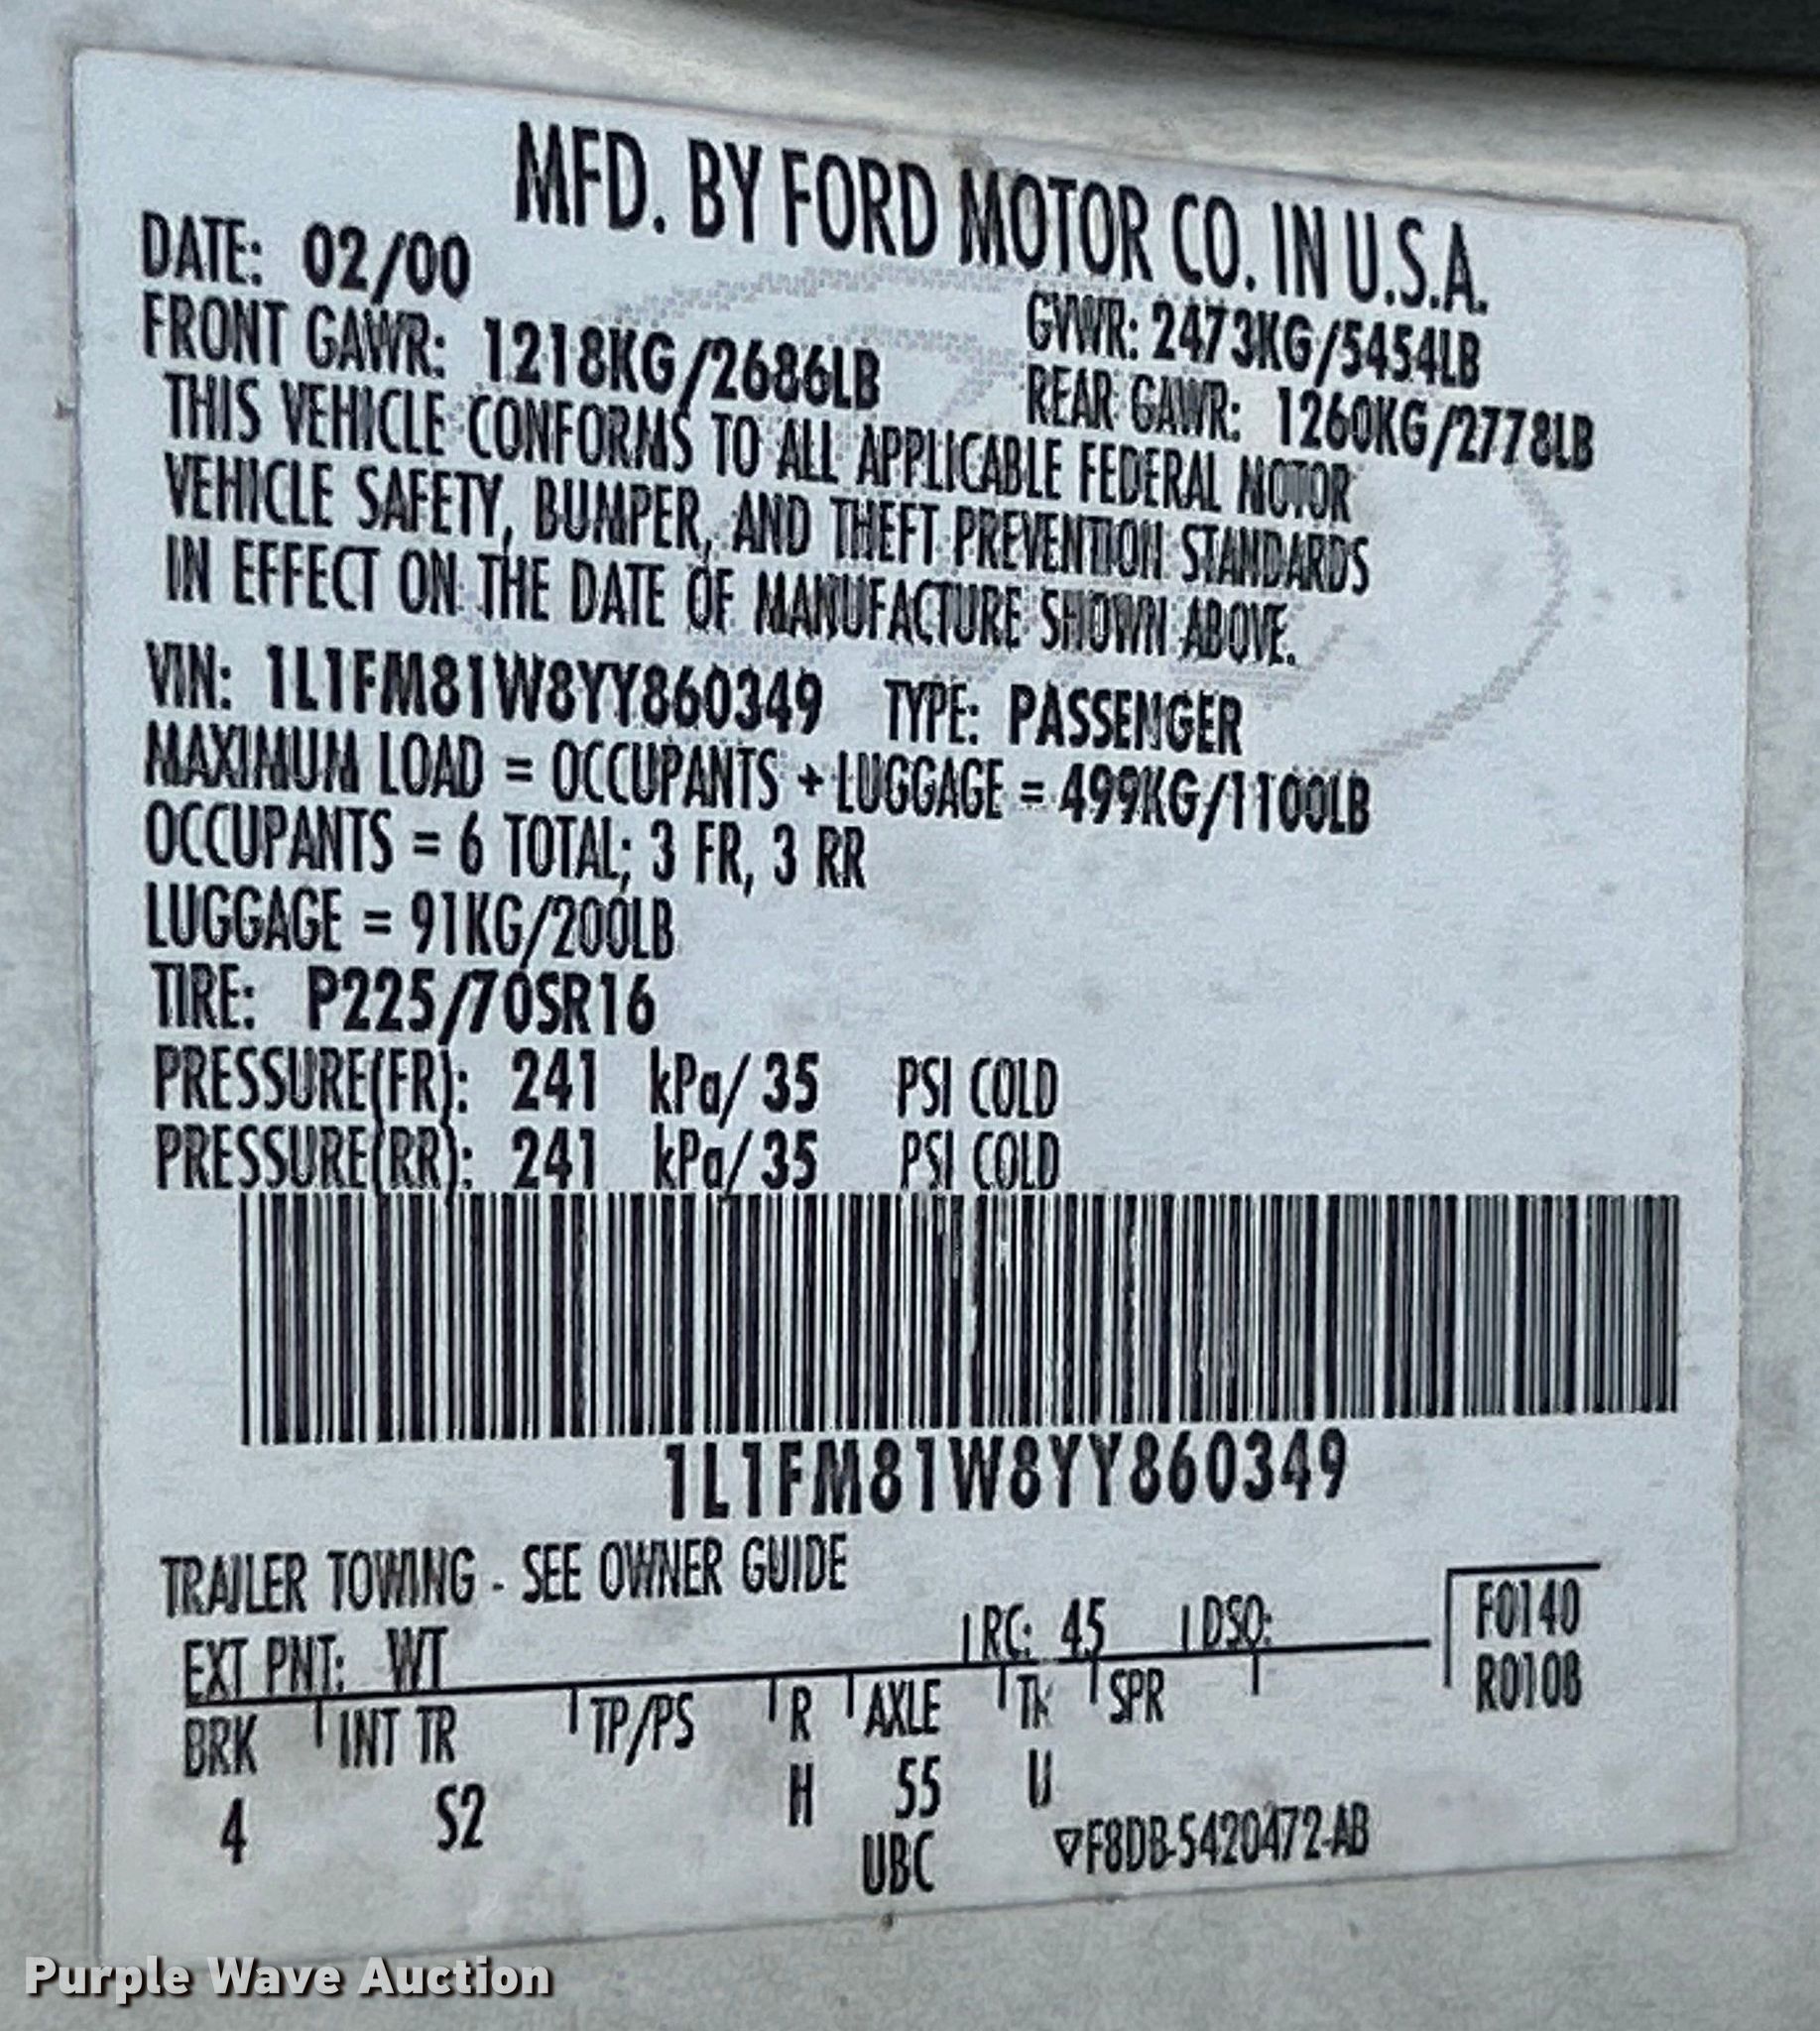 MFD. BY FORD MOTOR CO. IN U.S.A.
DATE: 02/00
GVWR: 2473KG/5454LB
FRONT GAWR: 1218KG/2686LB
REAR GAWR: 1260KG/2778LB
THIS VEHICLE CONFORMS TO ALL APPLICABLE FEDERAL MOTOR
VEHICLE SAFETY, BUMPER, AND THEFT PREVENTION STANDARDS
IN EFFECT ON THE DATE OF MANUFACTURE SHOWN ABOVE.
VIN: 1L1FM81W8YY860349 TYPE: PASSENGER
MAXIMUM LOAD = OCCUPANTS + LUGGAGE = 499KG/1100LB
OCCUPANTS = 6 TOTAL; 3 FR, 3 RR
LUGGAGE = 91KG/200LB
TIRE: P225/70SR16
PRESSURE(FR): 241 kPa/ 35 PSI COLD
PRESSURE(RR): 241 kPa/ 35 PSI COLD
1L1FM81W8YY860349
TRAILER TOWING - SEE OWNER GUIDE
EXT PNT: WT RC: 45 DSO:
F0140
R0108
BRK INT TR TP/PS R AXLE TR SPR
4 S2 H 55 U
UBC F8DB-5420472-AB
Purple Wave Auction